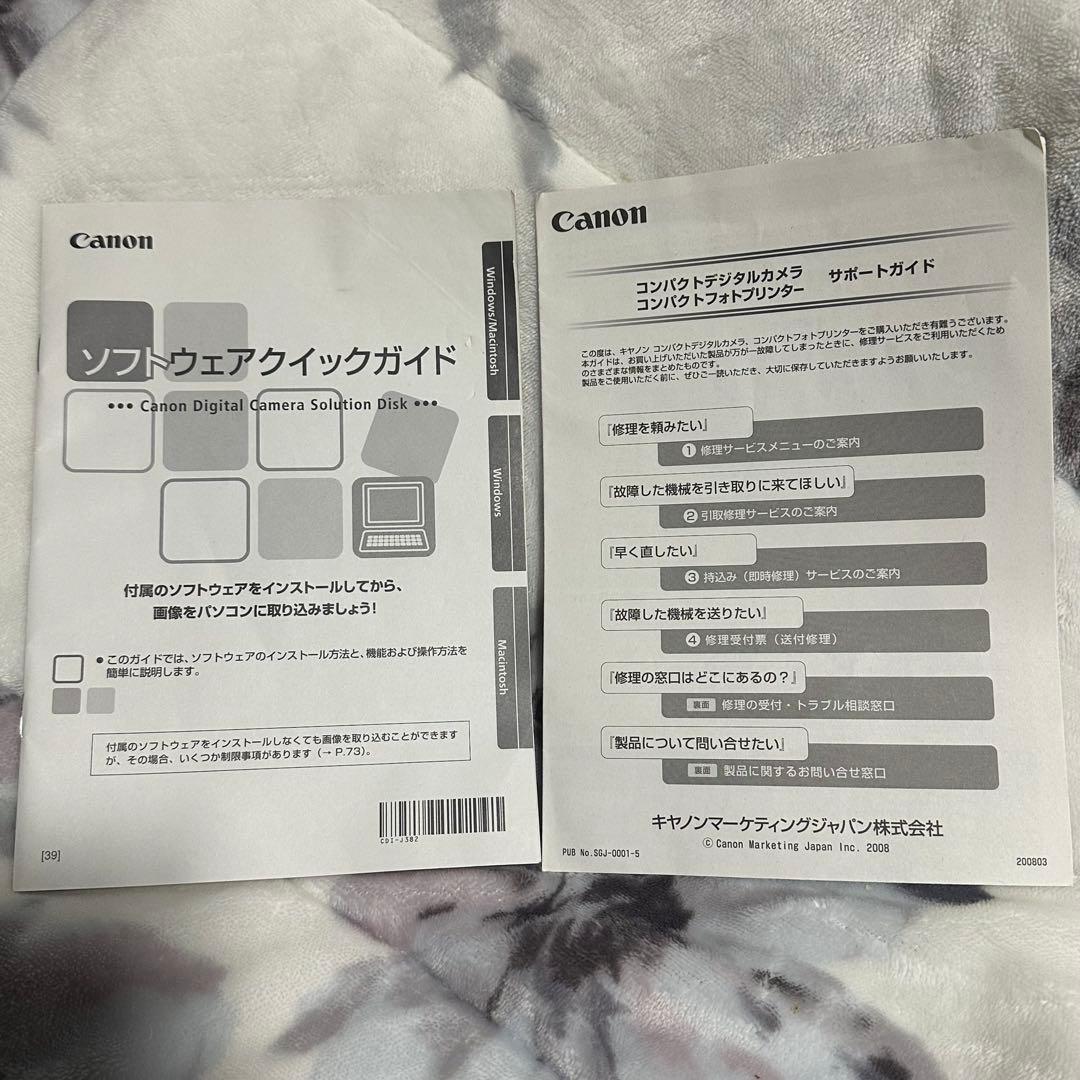 Canon
ソフトウェアクイックガイド
••• Canon Digital Camera Solution Disk •••
Windows/Macintosh
Windows
Macintosh
付属のソフトウェアをインストールしてから、
画像をパソコンに取り込みましょう！
● このガイドでは、ソフトウェアのインストール方法と、機能および操作方法を
簡単に説明します。
付属のソフトウェアをインストールしなくても画像を取り込むことができます
が、その場合、いくつか制限事項があります（→ P.73）。
CDI-J382
[39]
Canon
コンパクトデジタルカメラ
コンパクトフォトプリンター
サポートガイド
この度は、キヤノン コンパクトデジタルカメラ、コンパクトフォトプリンターをご購入いただき有難うございます。
本ガイドは、お買い上げいただいた製品が万が一故障してしまったときに、修理サービスをご利用いただくため
のさまざまな情報をまとめたものです。
製品をご使用いただく前に、ぜひご一読いただき、大切に保存していただきますようお願いいたします。
『修理を頼みたい』
① 修理サービスメニューのご案内
『故障した機械を引き取りに来てほしい』
② 引取修理サービスのご案内
『早く直したい』
③ 持込み（即時修理）サービスのご案内
『故障した機械を送りたい』
④ 修理受付票（送付修理）
『修理の窓口はどこにあるの？』
裏面 修理の受付・トラブル相談窓口
『製品について問い合せたい』
裏面 製品に関するお問い合せ窓口
キヤノンマーケティングジャパン株式会社
© Canon Marketing Japan Inc. 2008
PUB No.SGJ-0001-5
200803